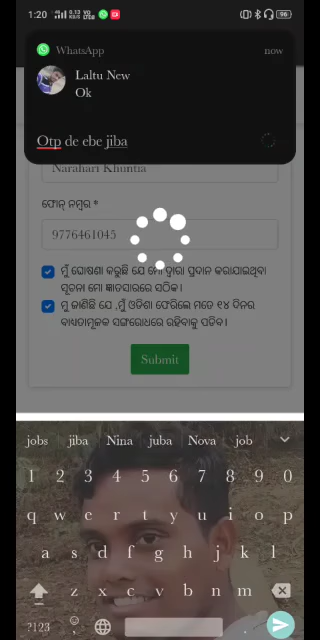 1:20
96
WhatsApp now
Laltu New
Ok
Otp de ebe jiba
Narahari Khuntia
ଫୋନ୍ ନମ୍ବର *
9776461045
ମୁଁ ଘୋଷଣା କରୁଛି ଯେ ମୋ ଦ୍ୱାରା ପ୍ରଦାନ କରାଯାଇଥିବା
ସୂଚନା ମୋ ଜ୍ଞାତସାରରେ ସଠିକ।
ମୁ ଜାଣିଛି ଯେ ,ମୁଁ ଓଡିଶା ଫେରିଲେ ମତେ ୧୪ ଦିନର
ବାଧ୍ୟତାମୂଳକ ସଙ୍ଗରୋଧରେ ରହିବାକୁ ପଡିବ।
Submit
jobs jiba Nina juba Nova job
1 2 3 4 5 6 7 8 9 0
q w e r t y u i o p
a s d f g h j k l
z x c v b n m
?123 , .